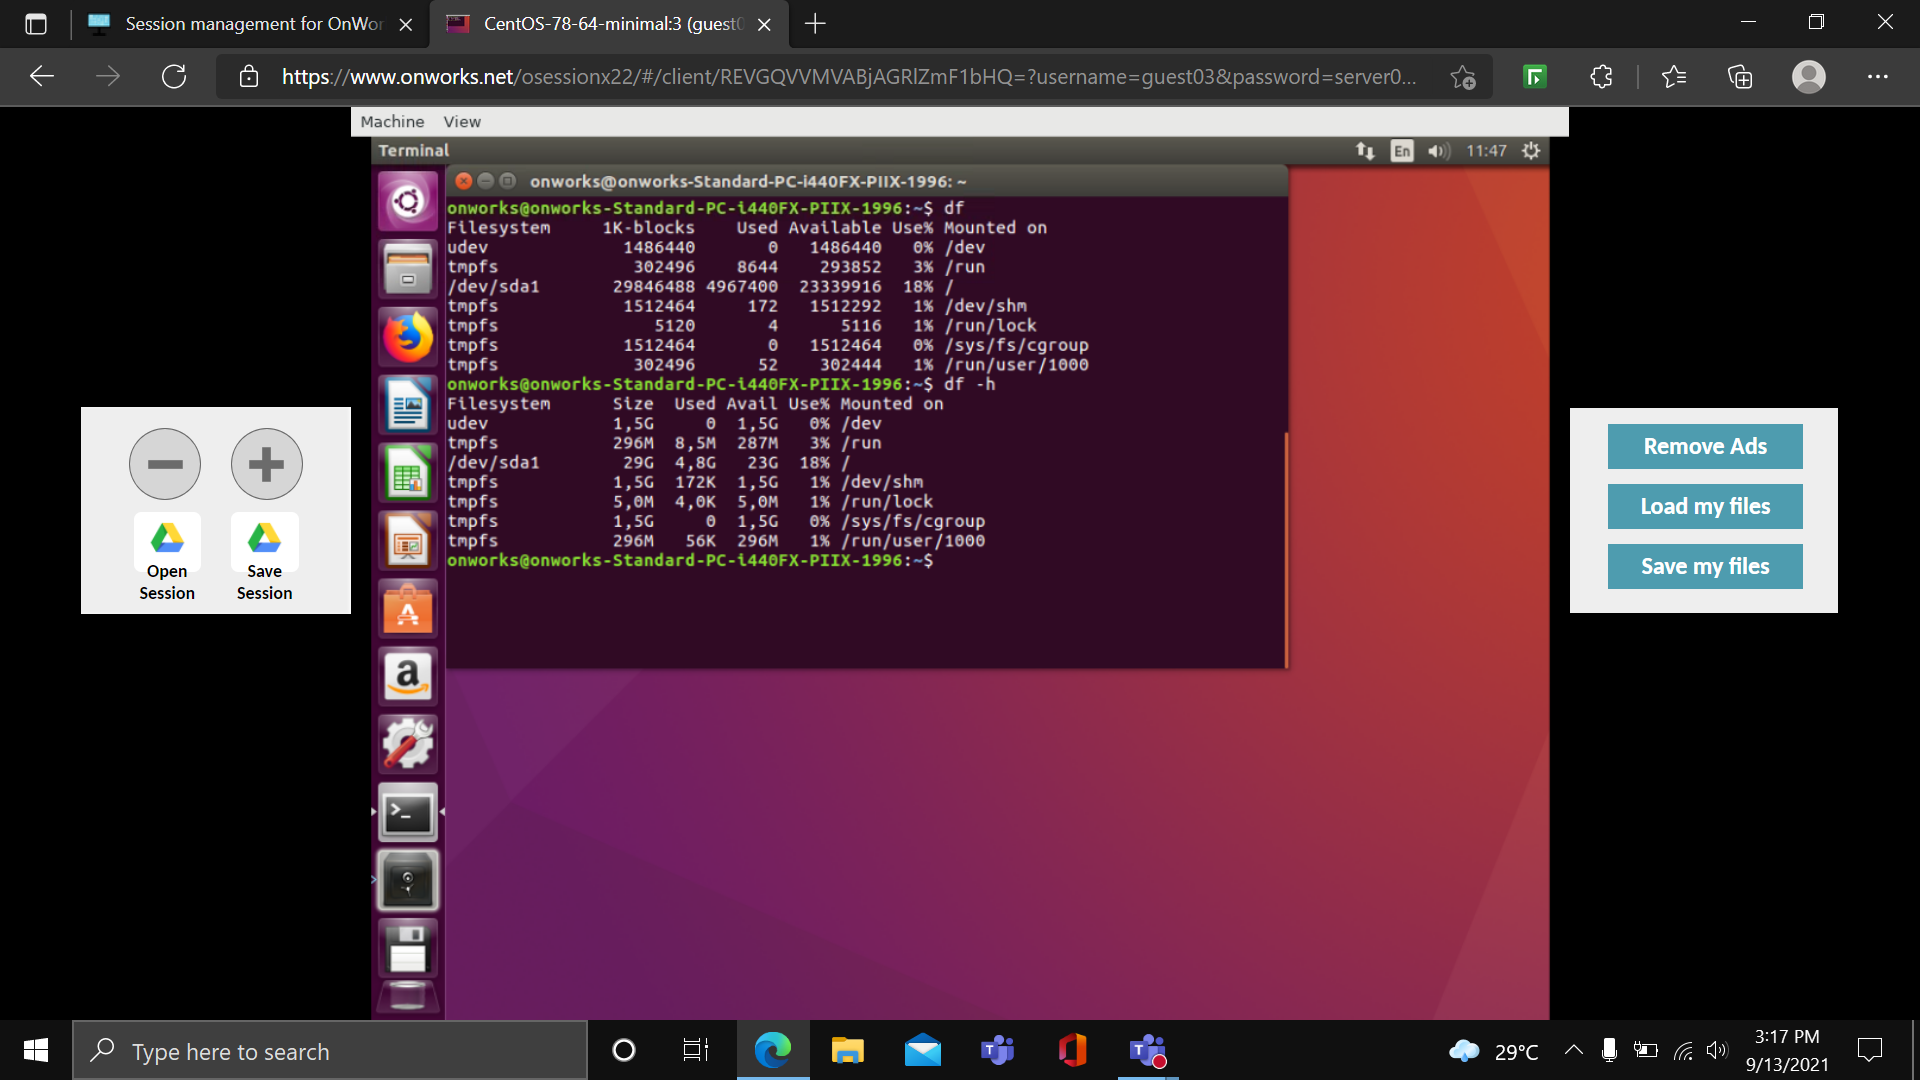 Session management for OnWor
CentOS-78-64-minimal:3 (guest0
https://www.onworks.net/osessionx22/#/client/REVGQVVMVABjAGRlZmF1bHQ=?username=guest03&password=server0...
Machine View
Terminal
En
11:47
onworks@onworks-Standard-PC-i440FX-PIIX-1996: ~
onworks@onworks-Standard-PC-i440FX-PIIX-1996:~$ df
Filesystem 1K-blocks Used Available Use% Mounted on
udev 1486440 0 1486440 0% /dev
tmpfs 302496 8644 293852 3% /run
/dev/sda1 29846488 4967400 23339916 18% /
tmpfs 1512464 172 1512292 1% /dev/shm
tmpfs 5120 4 5116 1% /run/lock
tmpfs 1512464 0 1512464 0% /sys/fs/cgroup
tmpfs 302496 52 302444 1% /run/user/1000
onworks@onworks-Standard-PC-i440FX-PIIX-1996:~$ df -h
Filesystem Size Used Avail Use% Mounted on
udev 1,5G 0 1,5G 0% /dev
tmpfs 296M 8,5M 287M 3% /run
/dev/sda1 29G 4,8G 23G 18% /
tmpfs 1,5G 172K 1,5G 1% /dev/shm
tmpfs 5,0M 4,0K 5,0M 1% /run/lock
tmpfs 1,5G 0 1,5G 0% /sys/fs/cgroup
tmpfs 296M 56K 296M 1% /run/user/1000
onworks@onworks-Standard-PC-i440FX-PIIX-1996:~$
Open
Session
Save
Session
Remove Ads
Load my files
Save my files
Type here to search
29°C
3:17 PM
9/13/2021